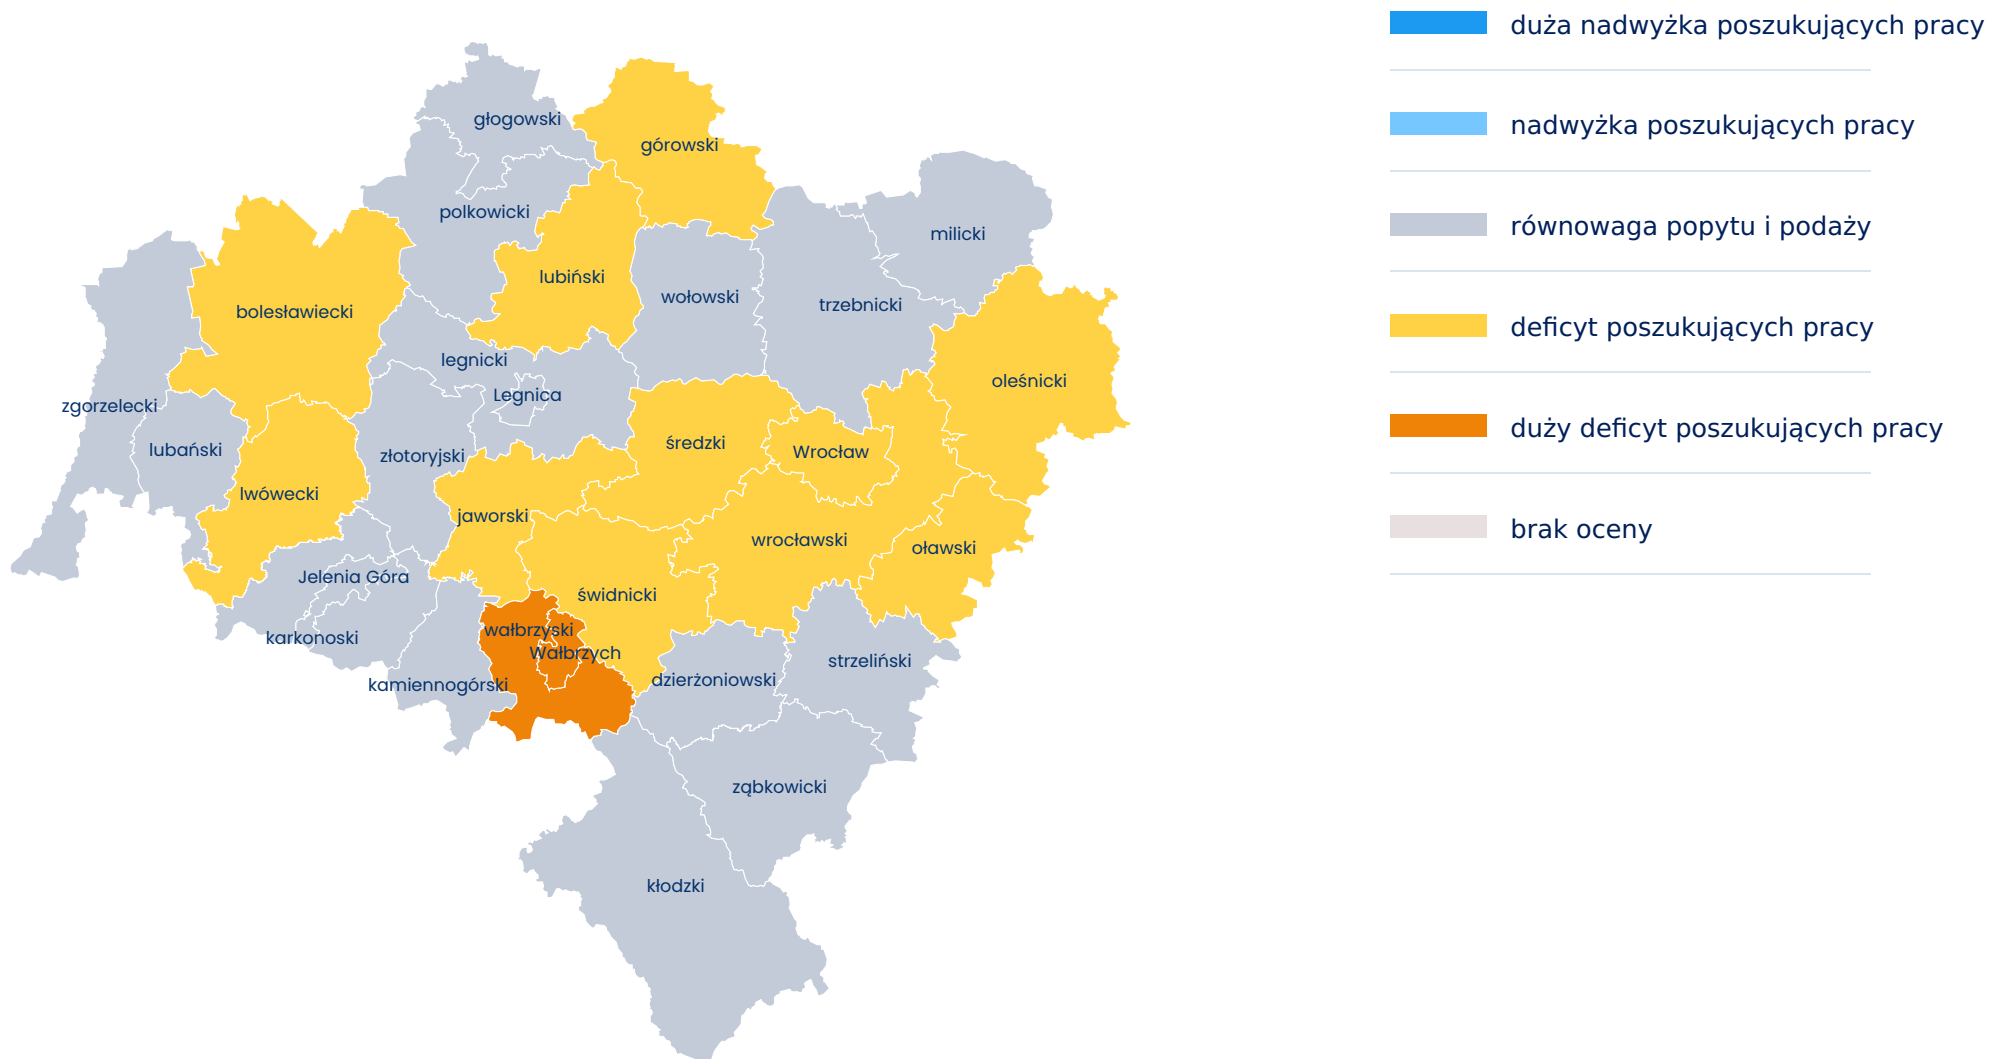 głogowski
górowski
polkowicki
milicki
lubiński
wołowski
trzebnicki
bolesławiecki
legnicki
oleśnicki
Legnica
zgorzelecki
średzki
lubański
Wrocław
złotoryjski
lwówecki
jaworski
wrocławski
oławski
Jelenia Góra
świdnicki
wałbrzyski
karkonoski
Wałbrzych
strzeliński
dzierżoniowski
kamiennogórski
ząbkowicki
kłodzki
duża nadwyżka poszukujących pracy
nadwyżka poszukujących pracy
równowaga popytu i podaży
deficyt poszukujących pracy
duży deficyt poszukujących pracy
brak oceny